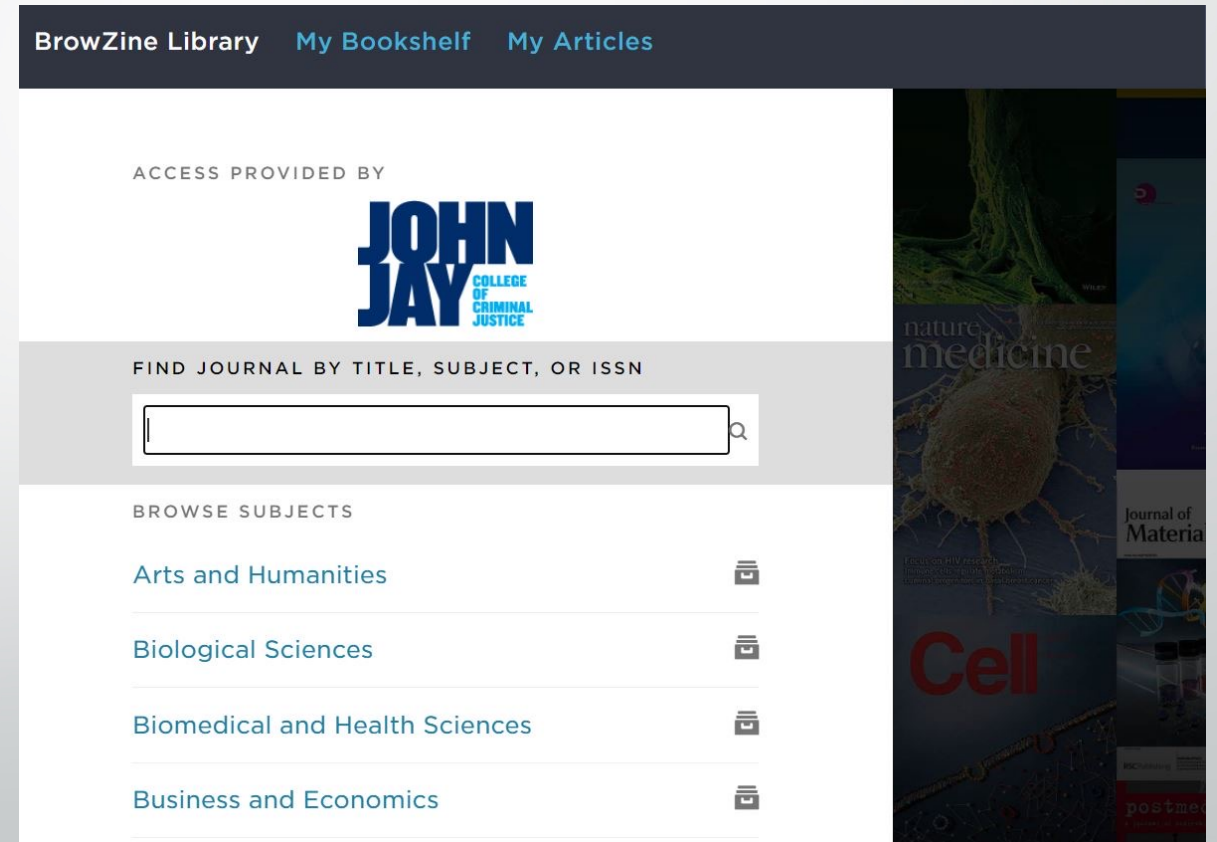 BrowZine Library My Bookshelf My Articles
ACCESS PROVIDED BY
JOHN
JAY
COLLEGE
OF
CRIMINAL
JUSTICE
FIND JOURNAL BY TITLE, SUBJECT, OR ISSN
BROWSE SUBJECTS
Arts and Humanities
Biological Sciences
Biomedical and Health Sciences
Business and Economics
WILEY
nature
medicine
Journal of
Materia
Cell
postmed